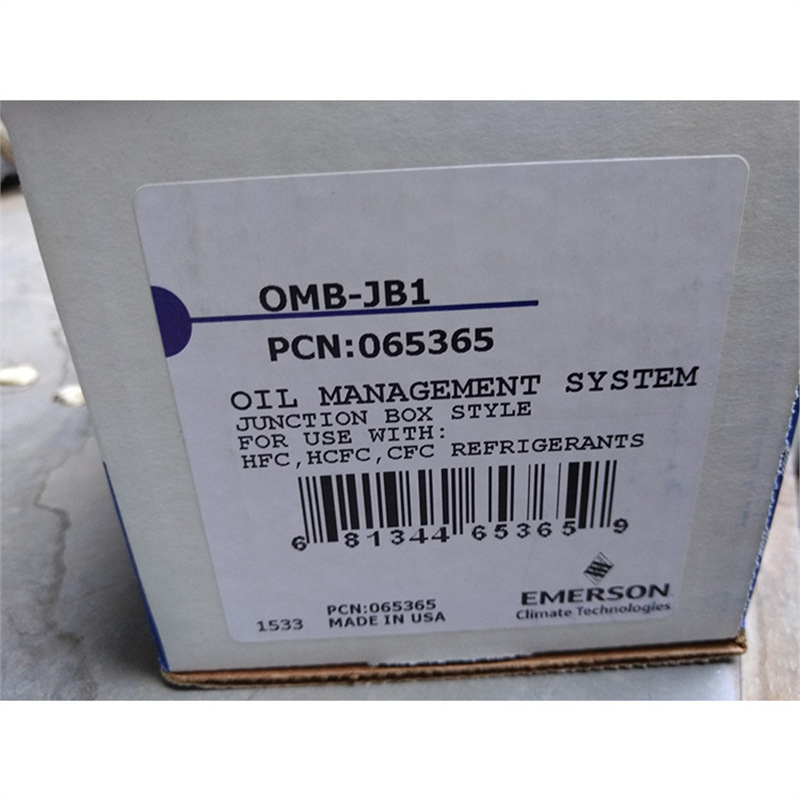 OMB-JB1
PCN:065365
OIL MANAGEMENT SYSTEM
JUNCTION BOX STYLE
FOR USE WITH:
HFC,HCFC,CFC REFRIGERANTS
6 81344 65365 9
1533
PCN:065365
MADE IN USA
EMERSON
Climate Technologies